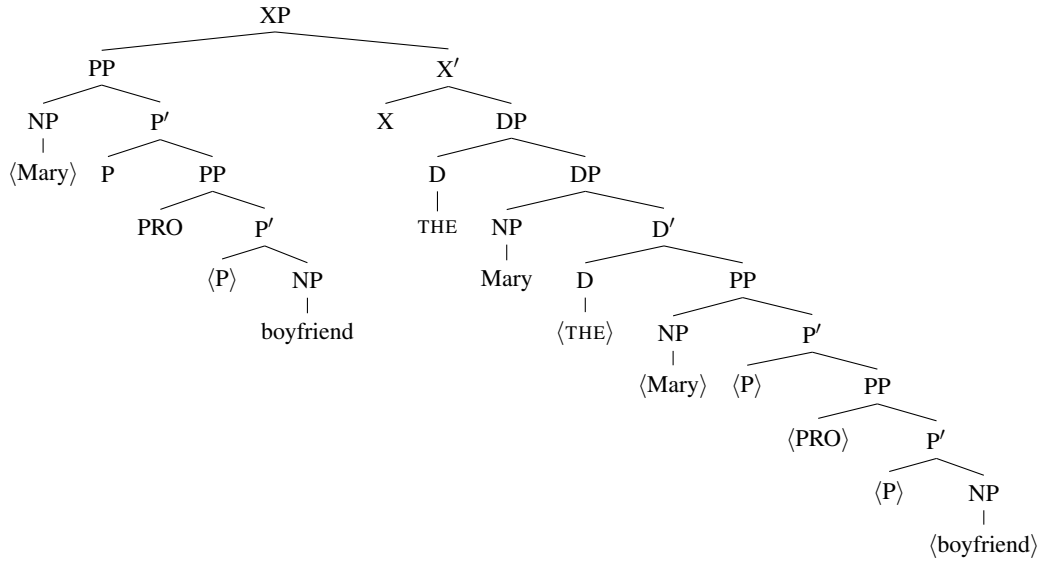 XP
PP X′
NP P′ X DP
⟨Mary⟩ P PP D DP
PRO P′ THE NP D′
⟨P⟩ NP Mary D PP
boyfriend ⟨THE⟩ NP P′
⟨Mary⟩ ⟨P⟩ PP
⟨PRO⟩ P′
⟨P⟩ NP
⟨boyfriend⟩